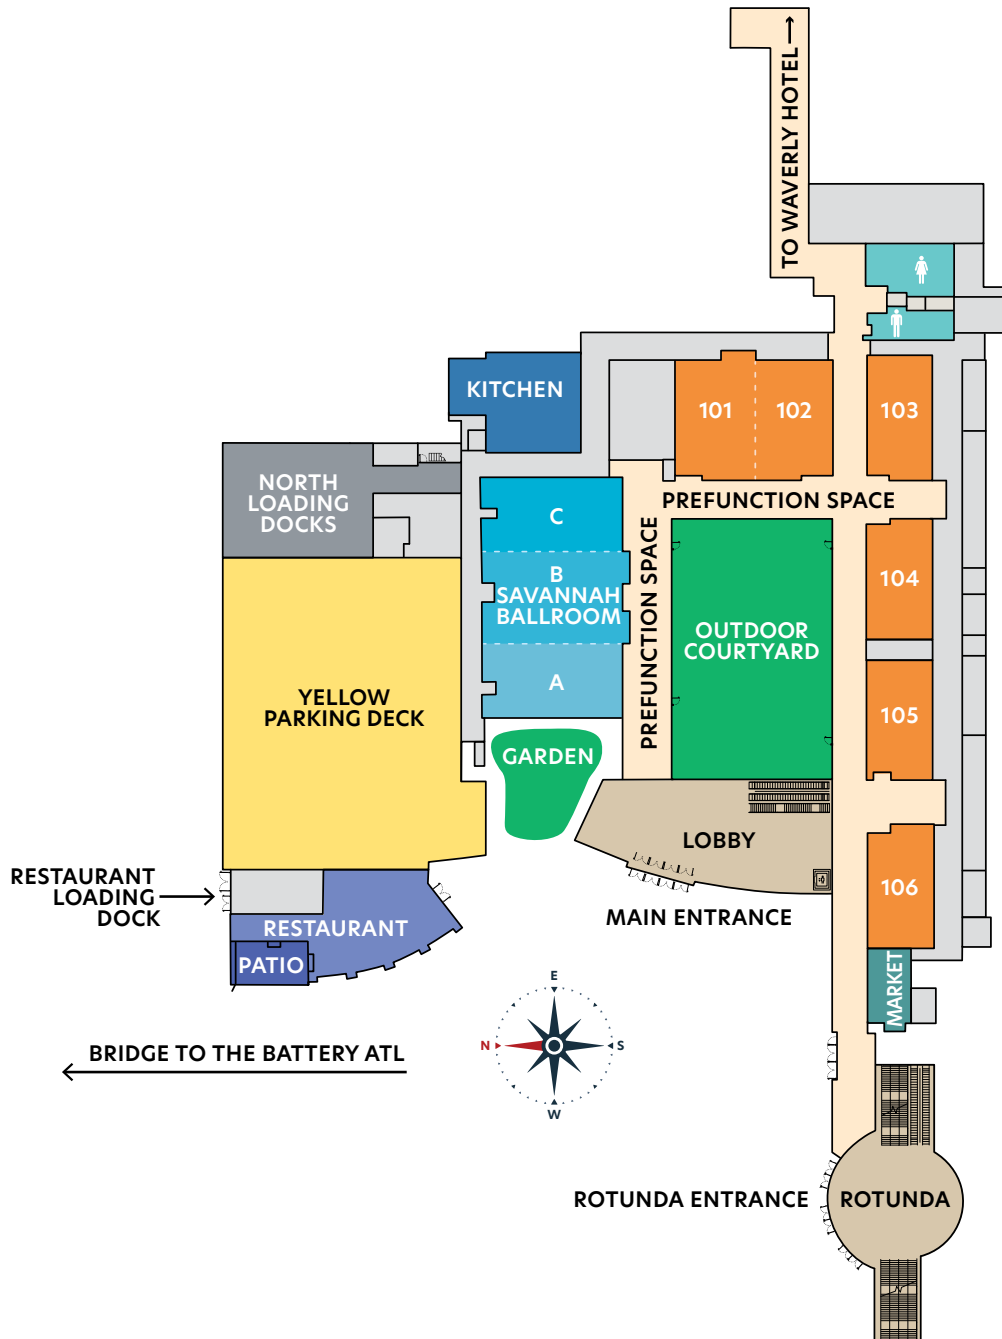 TO WAVERLY HOTEL
KITCHEN
101
102
103
NORTH
LOADING
DOCKS
C
PREFUNCTION SPACE
PREFUNCTION SPACE
B
SAVANNAH
BALLROOM
104
OUTDOOR
COURTYARD
A
YELLOW
PARKING DECK
105
GARDEN
LOBBY
106
RESTAURANT
LOADING
DOCK
MAIN ENTRANCE
RESTAURANT
PATIO
MARKET
E
N
S
W
BRIDGE TO THE BATTERY ATL
ROTUNDA ENTRANCE
ROTUNDA